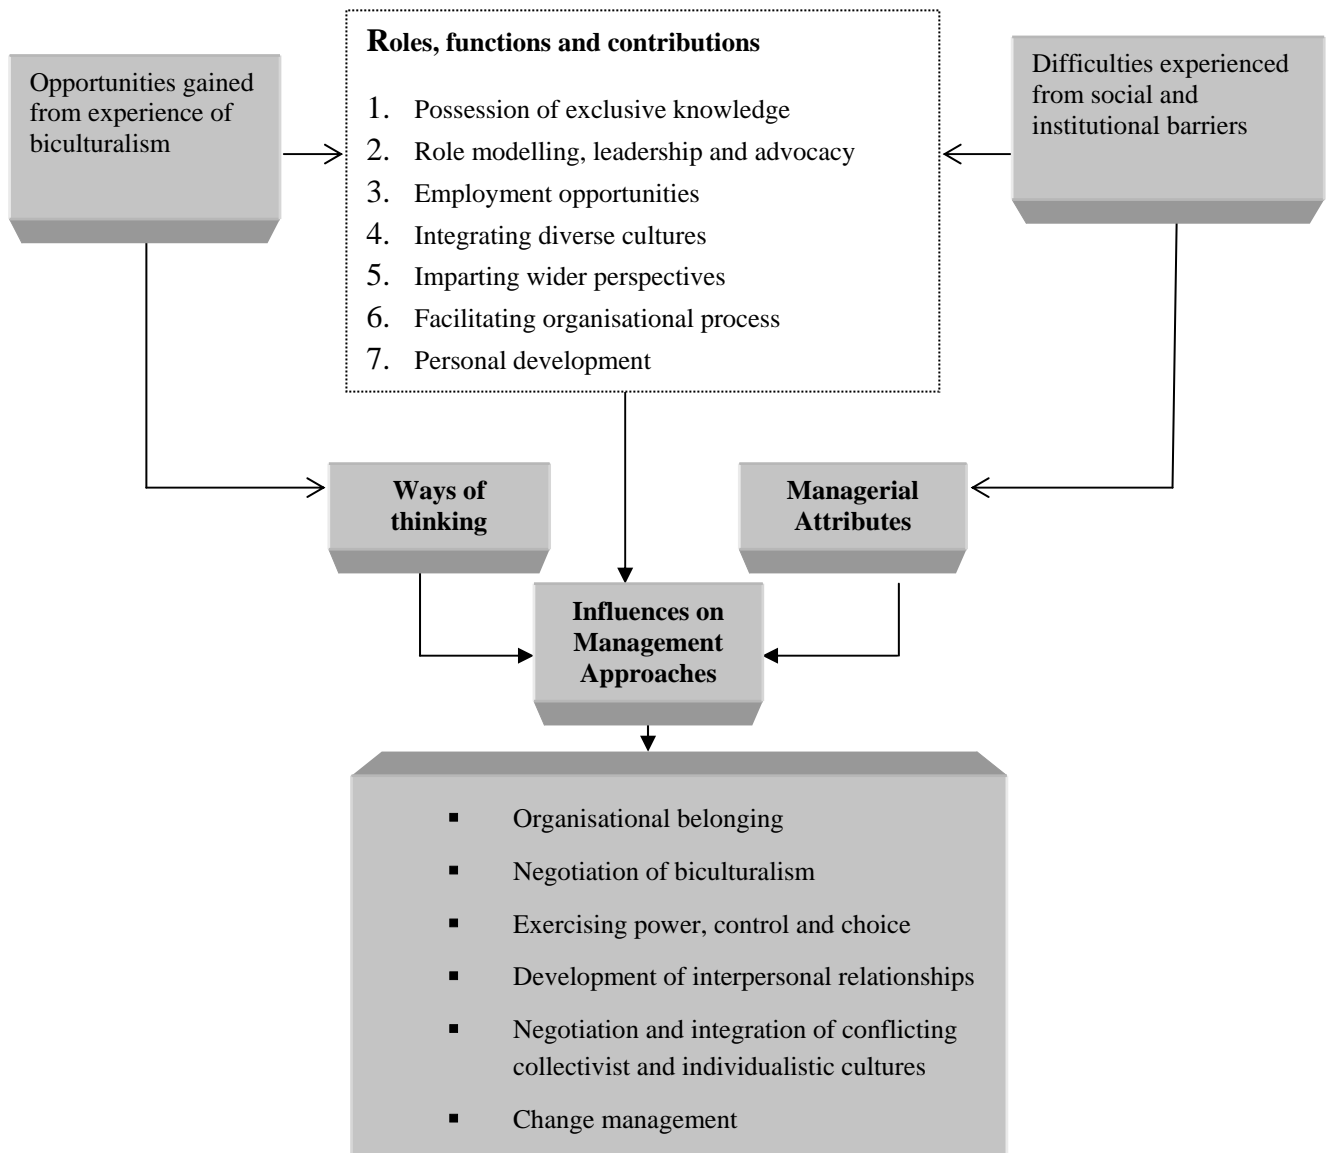 Opportunities gained
from experience of
biculturalism
Roles, functions and contributions
1. Possession of exclusive knowledge
2. Role modelling, leadership and advocacy
3. Employment opportunities
4. Integrating diverse cultures
5. Imparting wider perspectives
6. Facilitating organisational process
7. Personal development
Difficulties experienced
from social and
institutional barriers
Ways of
thinking
Managerial
Attributes
Influences on
Management
Approaches
▪ Organisational belonging
▪ Negotiation of biculturalism
▪ Exercising power, control and choice
▪ Development of interpersonal relationships
▪ Negotiation and integration of conflicting
collectivist and individualistic cultures
▪ Change management